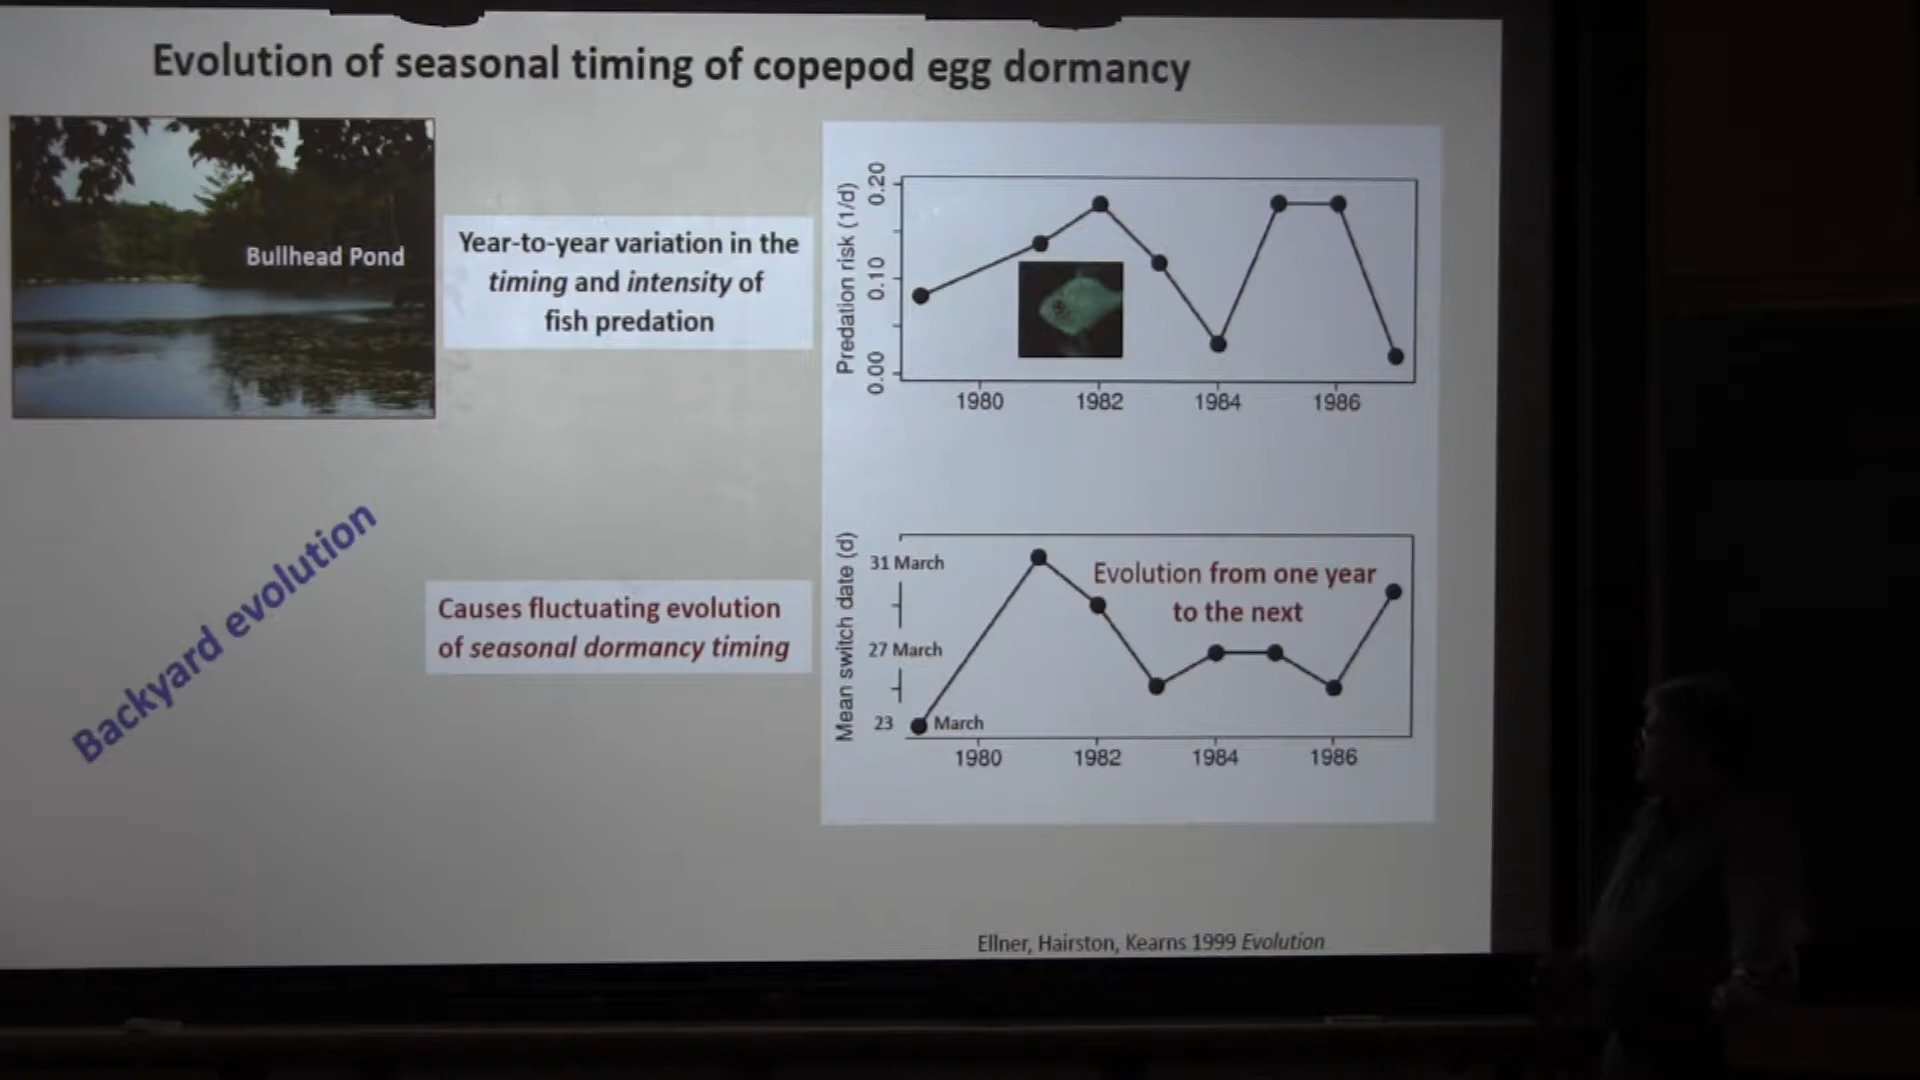 Evolution of seasonal timing of copepod egg dormancy
Bullhead Pond
Year-to-year variation in the
timing and intensity of
fish predation
Predation risk (1/d)
0.20
0.10
0.00
1980 1982 1984 1986
Backyard evolution
Causes fluctuating evolution
of seasonal dormancy timing
Mean switch date (d)
31 March
27 March
23 March
Evolution from one year
to the next
1980 1982 1984 1986
Ellner, Hairston, Kearns 1999 Evolution